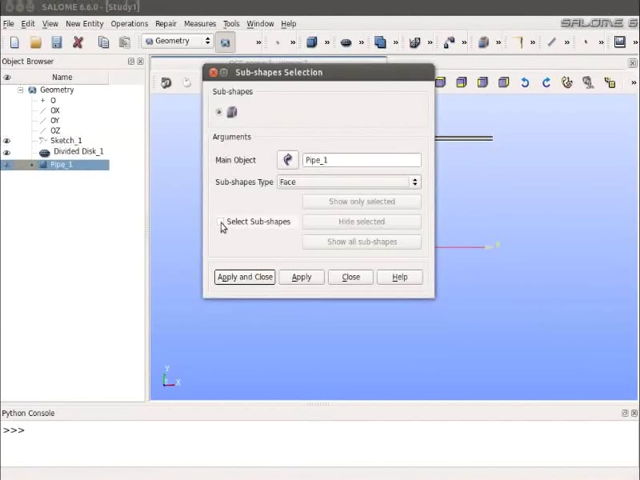 SALOME 6.6.0 - [Study1]
File Edit View New Entity Operations Repair Measures Tools Window Help
SALOME 6
Geometry
Object Browser
Name
Geometry
O
OX
OY
OZ
Sketch_1
Divided Disk_1
Pipe_1
Sub-shapes Selection
Sub-shapes
Arguments
Main Object Pipe_1
Sub-shapes Type Face
Show only selected
Select Sub-shapes Hide selected
Show all sub-shapes
Apply and Close Apply Close Help
X
Y
X
Python Console
>>>